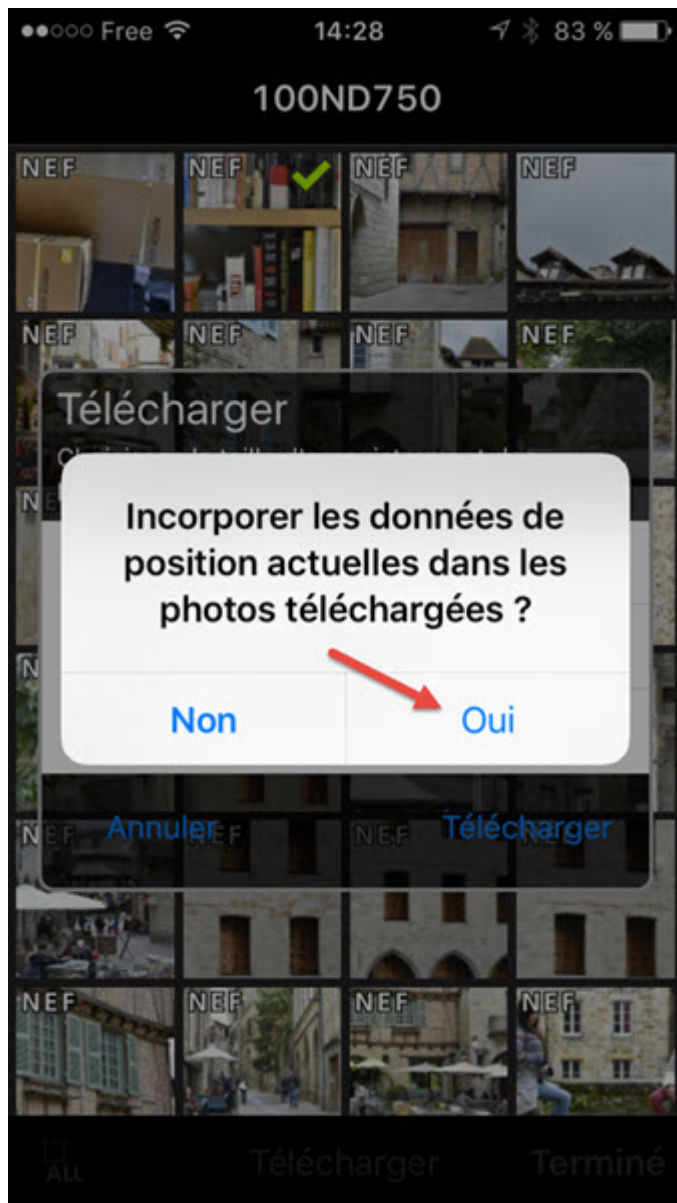 Free 14:28 83 %
100ND750
NEF NEF NEF NEF
NEF NEF NEF NEF
Télécharger
Incorporer les données de
position actuelles dans les
photos téléchargées ?
Non Oui
Annuler Télécharger
NEF NEF NEF
NEF NEF NEF NEF
ALL Télécharger Terminé